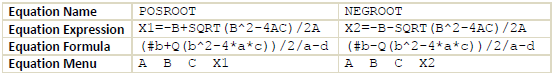 Equation Name POSROOT NEGROOT
Equation Expression X1=-B+SQRT(B^2-4AC)/2A X2=-B-SQRT(B^2-4AC)/2A
Equation Formula (#b+Q(b^2-4*a*c))/2/a-d (#b-Q(b^2-4*a*c))/2/a-d
Equation Menu A B C X1 A B C X2